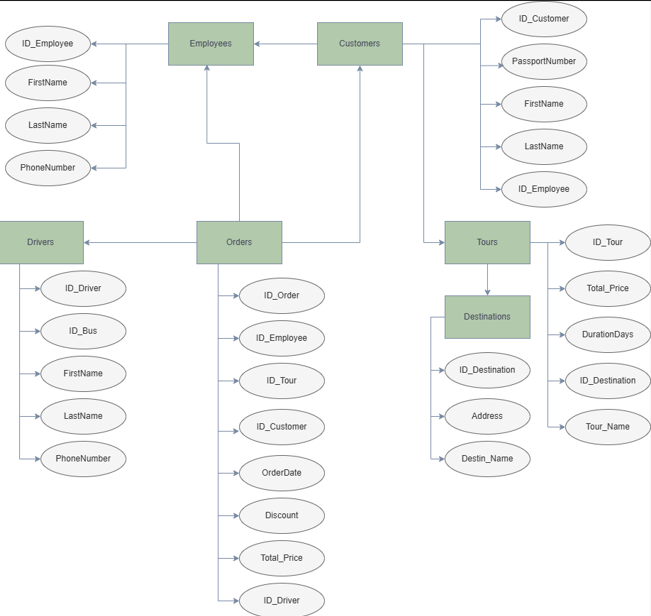 Employees
ID_Employee
FirstName
LastName
PhoneNumber
Customers
ID_Customer
PassportNumber
FirstName
LastName
ID_Employee
Drivers
ID_Driver
ID_Bus
FirstName
LastName
PhoneNumber
Orders
ID_Order
ID_Employee
ID_Tour
ID_Customer
OrderDate
Discount
Total_Price
ID_Driver
Tours
ID_Tour
Total_Price
DurationDays
ID_Destination
Tour_Name
Destinations
ID_Destination
Address
Destin_Name